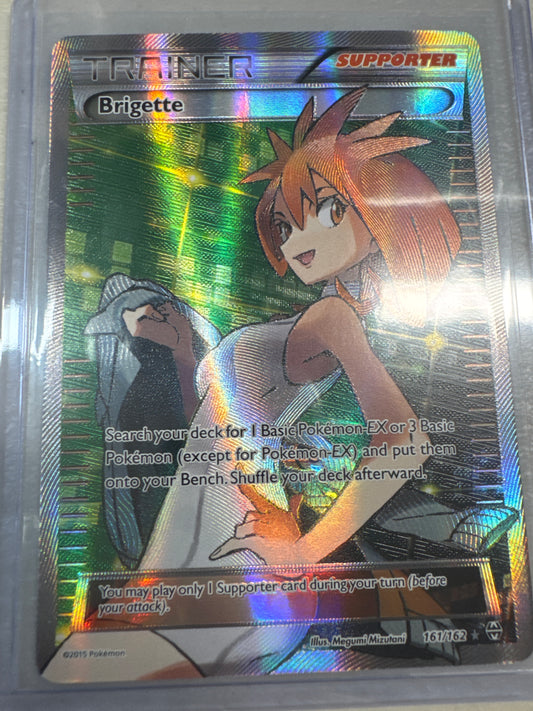 TRAINER SUPPORTER
Brigette
Search your deck for 1 Basic Pokémon-EX or 3 Basic
Pokémon (except for Pokémon-EX) and put them
onto your Bench. Shuffle your deck afterward.
You may play only 1 Supporter card during your turn (before
your attack).
Illus. Megumi Mizutani 161/162 ★
©2015 Pokémon